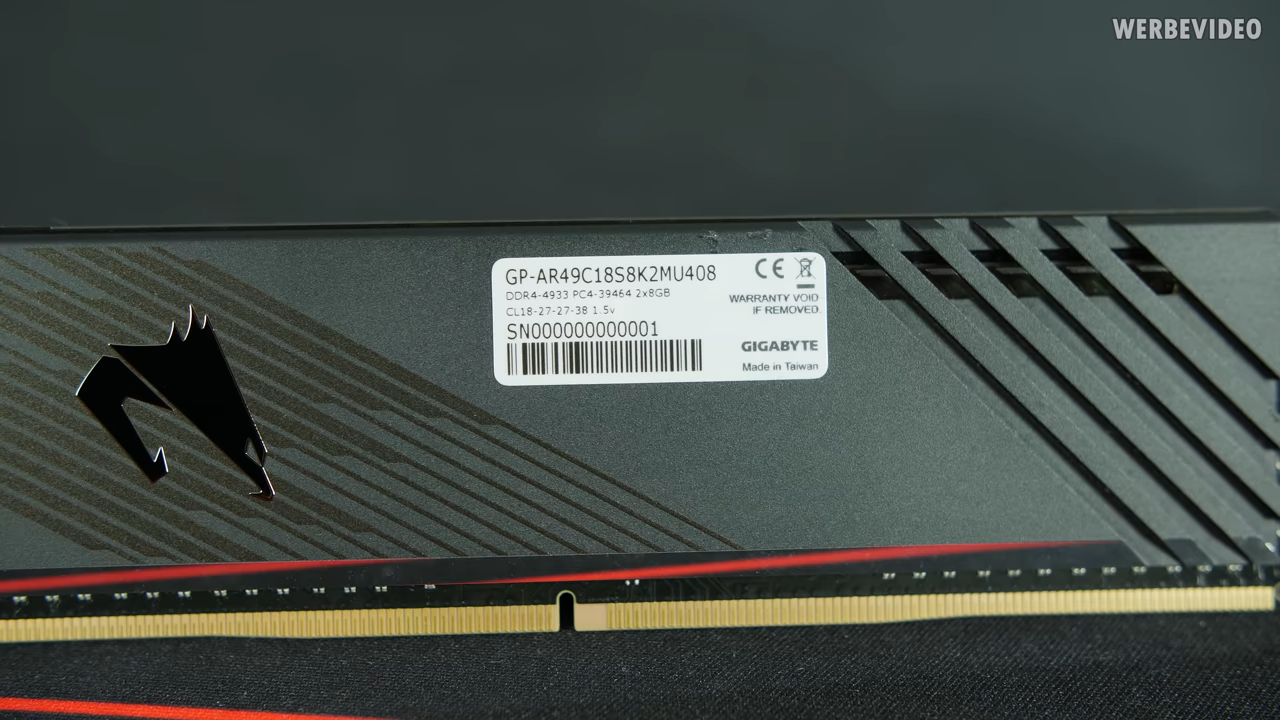 WERBEVIDEO
GP-AR49C18S8K2MU408
DDR4-4933 PC4-39464 2x8GB
CL18-27-27-38 1.5v
SN000000000001
CE
WARRANTY VOID
IF REMOVED.
GIGABYTE
Made in Taiwan